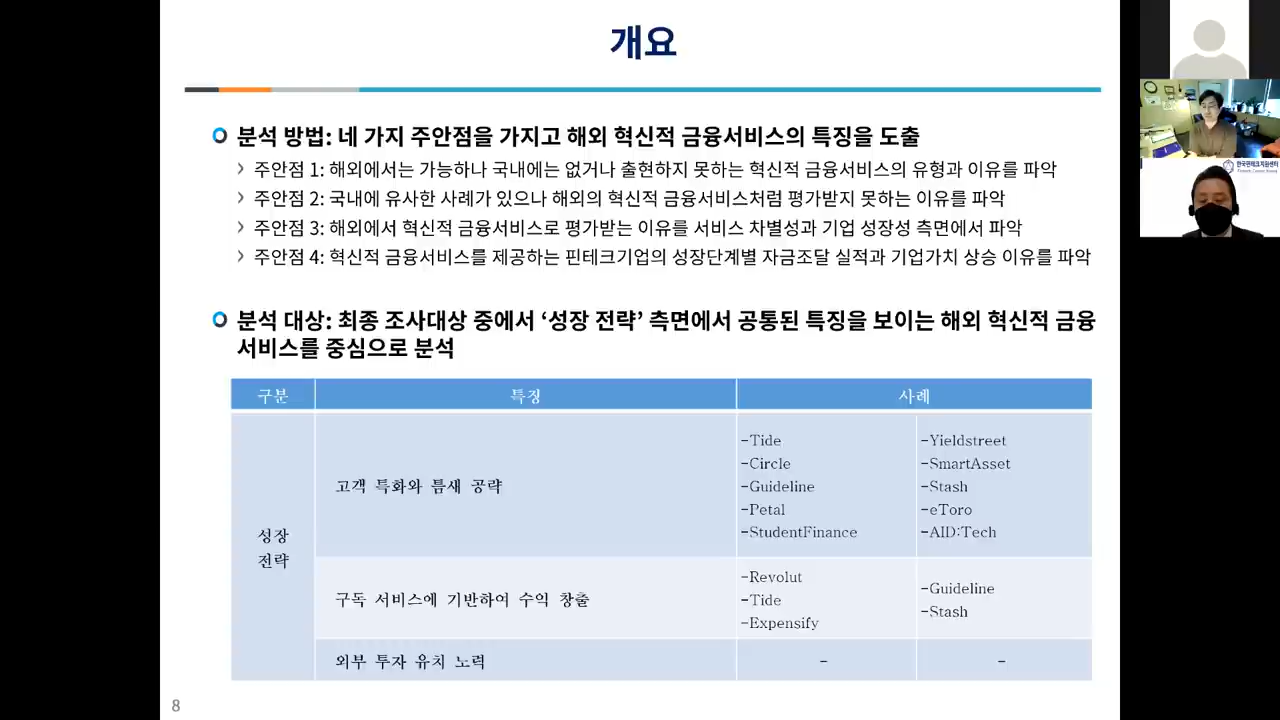 개요
분석 방법: 네 가지 주안점을 가지고 해외 혁신적 금융서비스의 특징을 도출
주안점 1: 해외에서는 가능하나 국내에는 없거나 출현하지 못하는 혁신적 금융서비스의 유형과 이유를 파악
주안점 2: 국내에 유사한 사례가 있으나 해외의 혁신적 금융서비스처럼 평가받지 못하는 이유를 파악
주안점 3: 해외에서 혁신적 금융서비스로 평가받는 이유를 서비스 차별성과 기업 성장성 측면에서 파악
주안점 4: 혁신적 금융서비스를 제공하는 핀테크기업의 성장단계별 자금조달 실적과 기업가치 상승 이유를 파악
분석 대상: 최종 조사대상 중에서 ‘성장 전략’ 측면에서 공통된 특징을 보이는 해외 혁신적 금융
서비스를 중심으로 분석
구분 특징 사례
성장
전략
고객 특화와 틈새 공략
-Tide
-Circle
-Guideline
-Petal
-StudentFinance
-Yieldstreet
-SmartAsset
-Stash
-eToro
-AID:Tech
구독 서비스에 기반하여 수익 창출
-Revolut
-Tide
-Expensify
-Guideline
-Stash
외부 투자 유치 노력
-
-
8
한국핀테크지원센터